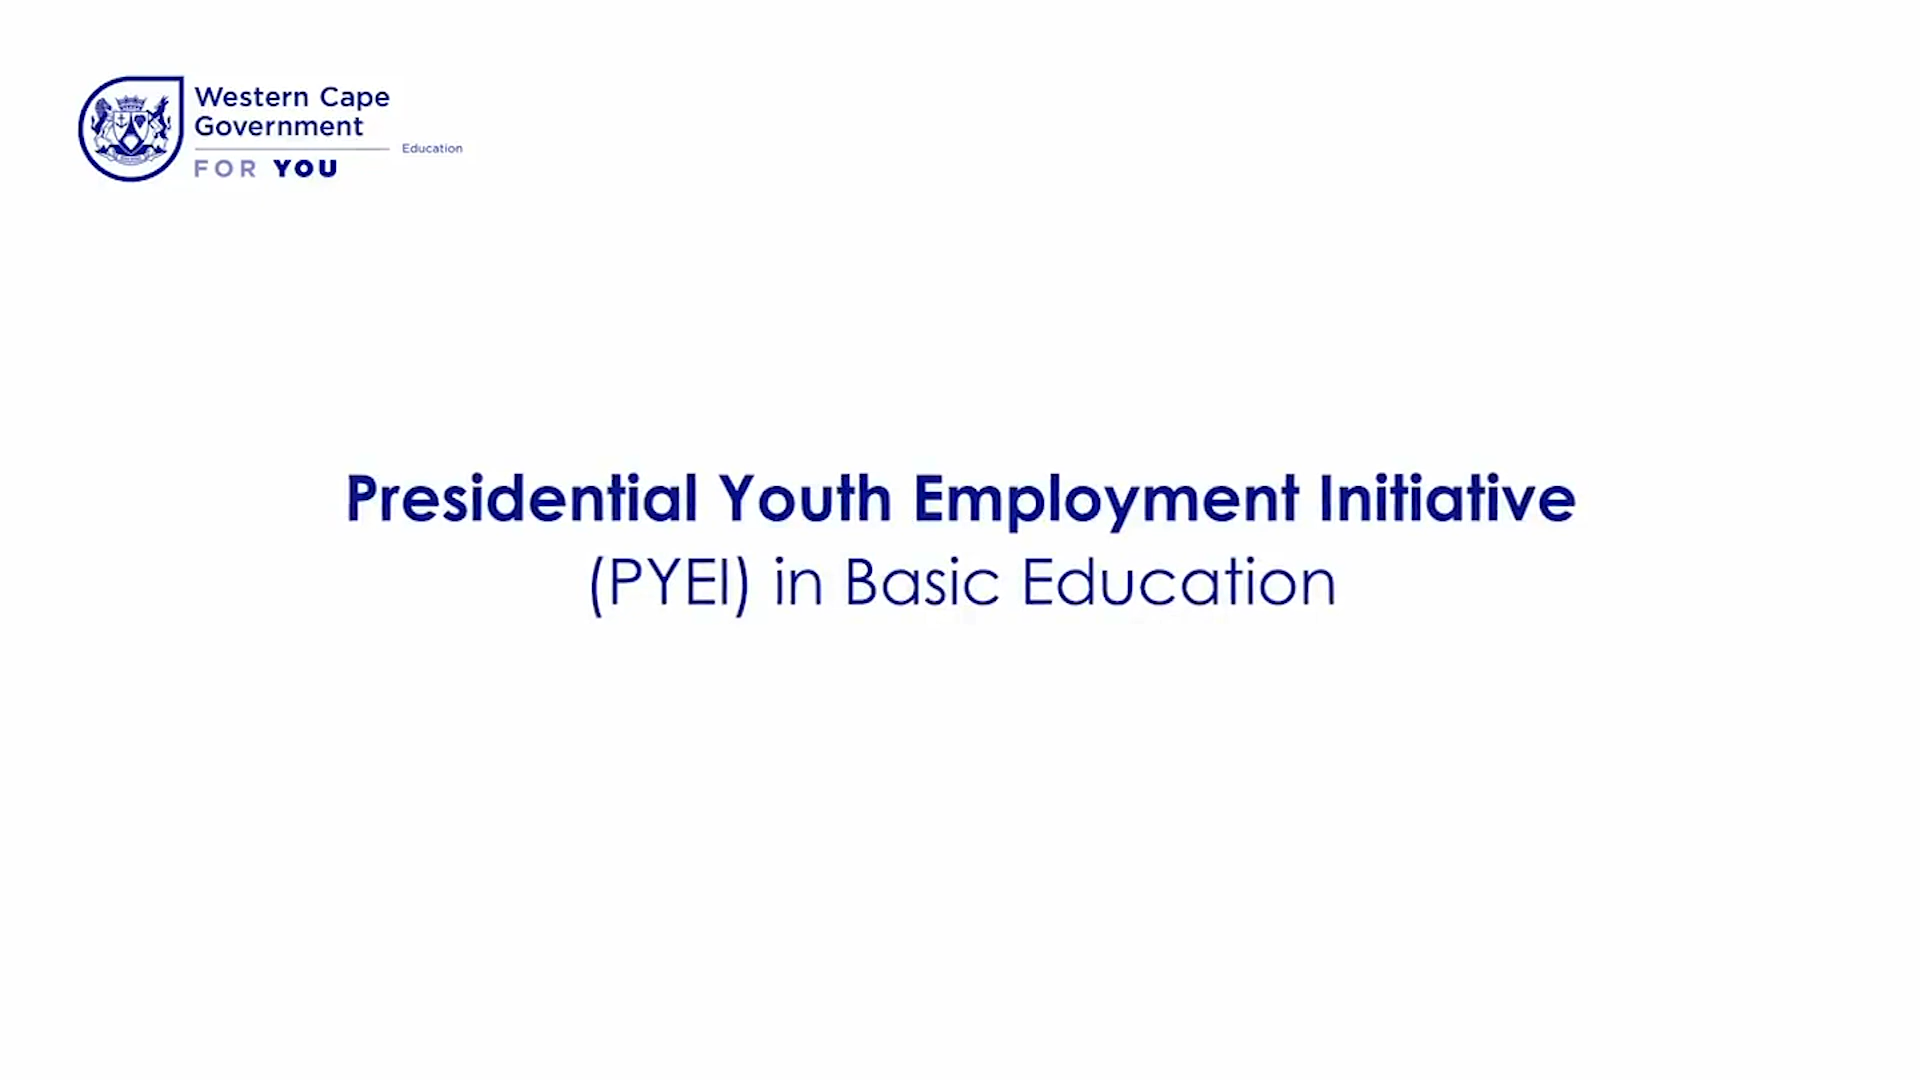 Western Cape
Government
Education
FOR YOU
Presidential Youth Employment Initiative
(PYEI) in Basic Education